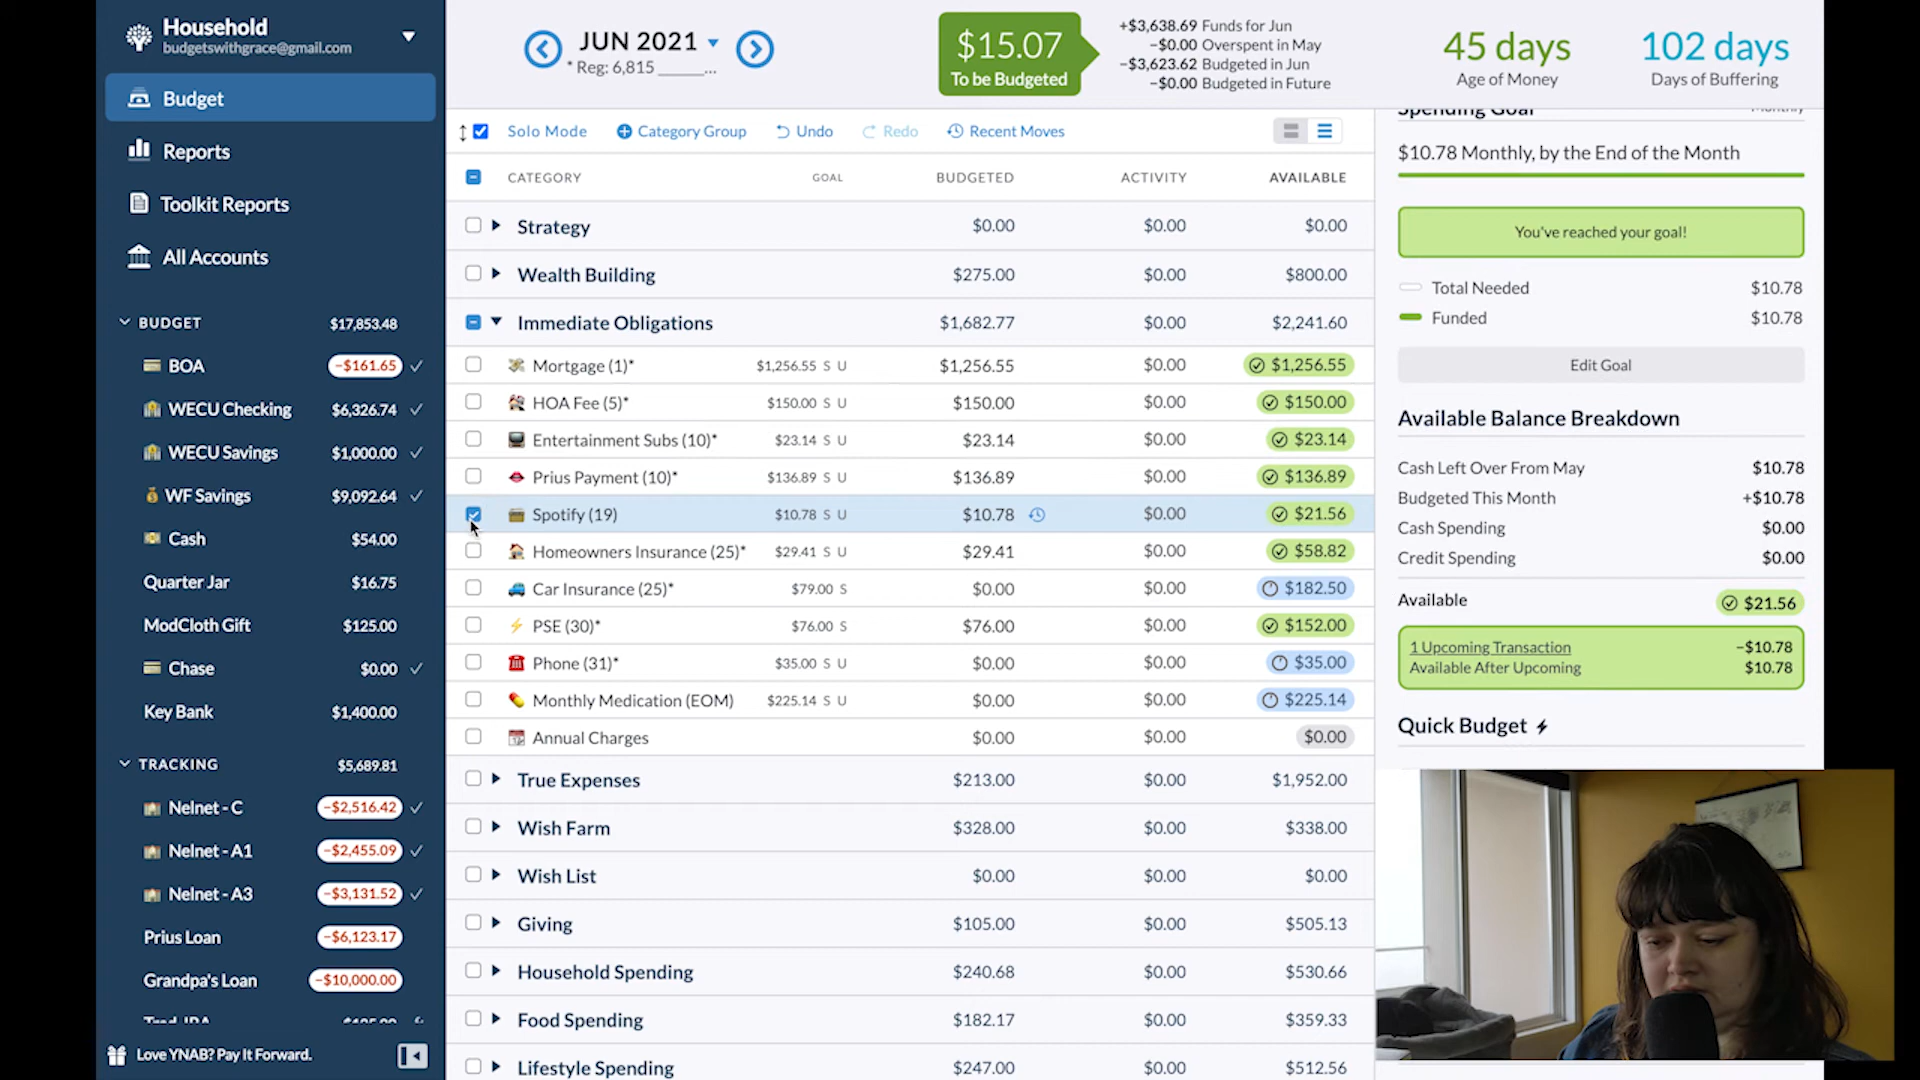 Household
budgetswithgrace@gmail.com
Budget
Reports
Toolkit Reports
All Accounts
BUDGET $17,853.48
BOA -$161.65
WECU Checking $6,326.74
WECU Savings $1,000.00
WF Savings $9,092.64
Cash $54.00
Quarter Jar $16.75
ModCloth Gift $125.00
Chase $0.00
Key Bank $1,400.00
TRACKING $5,689.81
Nelnet - C -$2,516.42
Nelnet - A1 -$2,455.09
Nelnet - A3 -$3,131.52
Prius Loan -$6,123.17
Grandpa's Loan -$10,000.00
Love YNAB? Pay It Forward.
JUN 2021
* Reg: 6,815 ______...
$15.07
To be Budgeted
+$3,638.69 Funds for Jun
-$0.00 Overspent in May
-$3,623.62 Budgeted in Jun
-$0.00 Budgeted in Future
45 days
Age of Money
102 days
Days of Buffering
Solo Mode Category Group Undo Redo Recent Moves
CATEGORY GOAL BUDGETED ACTIVITY AVAILABLE
Strategy $0.00 $0.00 $0.00
Wealth Building $275.00 $0.00 $800.00
Immediate Obligations $1,682.77 $0.00 $2,241.60
Mortgage (1)* $1,256.55 S U $1,256.55 $0.00 $1,256.55
HOA Fee (5)* $150.00 S U $150.00 $0.00 $150.00
Entertainment Subs (10)* $23.14 S U $23.14 $0.00 $23.14
Prius Payment (10)* $136.89 S U $136.89 $0.00 $136.89
Spotify (19) $10.78 S U $10.78 $0.00 $21.56
Homeowners Insurance (25)* $29.41 S U $29.41 $0.00 $58.82
Car Insurance (25)* $79.00 S $0.00 $0.00 $182.50
PSE (30)* $76.00 S $76.00 $0.00 $152.00
Phone (31)* $35.00 S U $0.00 $0.00 $35.00
Monthly Medication (EOM) $225.14 S U $0.00 $0.00 $225.14
Annual Charges $0.00 $0.00 $0.00
True Expenses $213.00 $0.00 $1,952.00
Wish Farm $328.00 $0.00 $338.00
Wish List $0.00 $0.00 $0.00
Giving $105.00 $0.00 $505.13
Household Spending $240.68 $0.00 $530.66
Food Spending $182.17 $0.00 $359.33
Lifestyle Spending $247.00 $0.00 $512.56
Spending Goal Monthly
$10.78 Monthly, by the End of the Month
You've reached your goal!
Total Needed $10.78
Funded $10.78
Edit Goal
Available Balance Breakdown
Cash Left Over From May $10.78
Budgeted This Month +$10.78
Cash Spending $0.00
Credit Spending $0.00
Available $21.56
1 Upcoming Transaction -$10.78
Available After Upcoming $10.78
Quick Budget